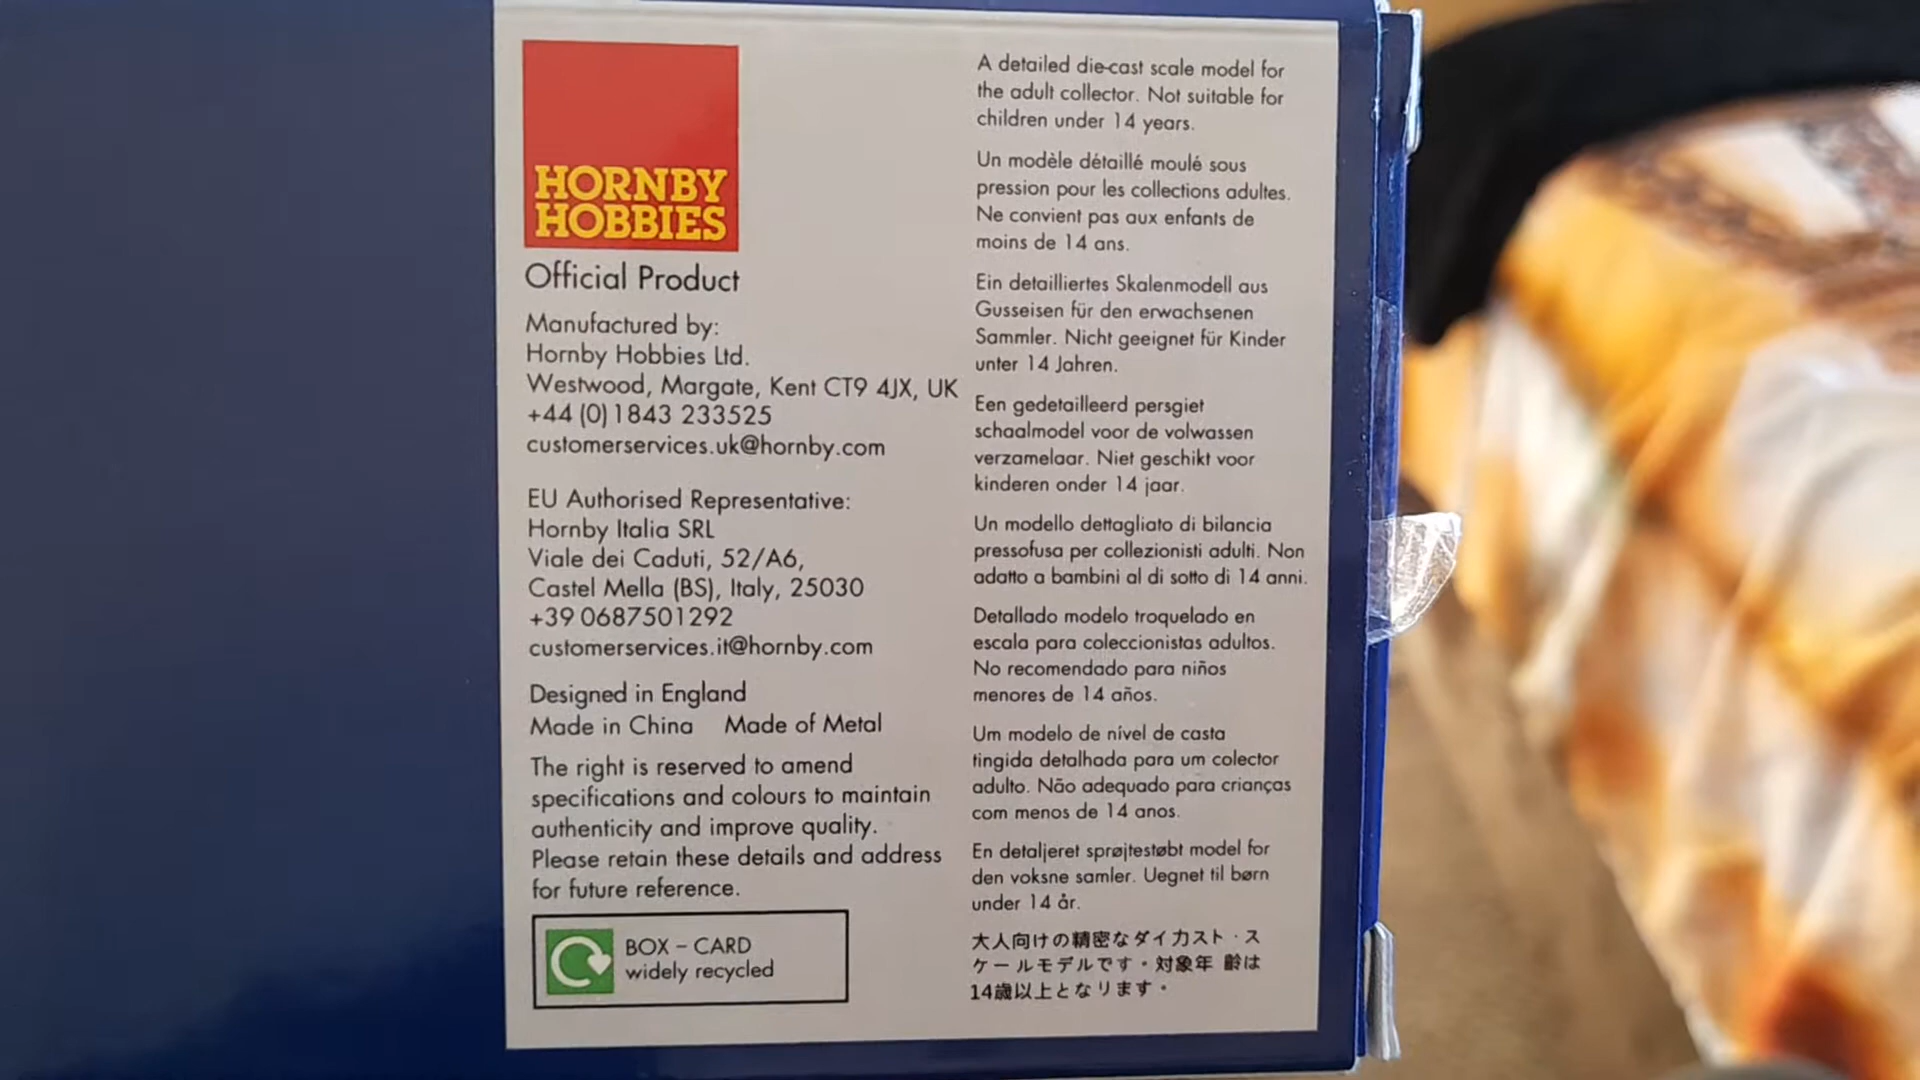 HORNBY
HOBBIES
Official Product
Manufactured by:
Hornby Hobbies Ltd.
Westwood, Margate, Kent CT9 4JX, UK
+44 (0)1843 233525
customerservices.uk@hornby.com
EU Authorised Representative:
Hornby Italia SRL
Viale dei Caduti, 52/A6,
Castel Mella (BS), Italy, 25030
+39 0687501292
customerservices.it@hornby.com
Designed in England
Made in China Made of Metal
The right is reserved to amend
specifications and colours to maintain
authenticity and improve quality.
Please retain these details and address
for future reference.
BOX – CARD
widely recycled
A detailed die-cast scale model for
the adult collector. Not suitable for
children under 14 years.
Un modèle détaillé moulé sous
pression pour les collections adultes.
Ne convient pas aux enfants de
moins de 14 ans.
Ein detailliertes Skalenmodell aus
Gusseisen für den erwachsenen
Sammler. Nicht geeignet für Kinder
unter 14 Jahren.
Een gedetailleerd persgiet
schaalmodel voor de volwassen
verzamelaar. Niet geschikt voor
kinderen onder 14 jaar.
Un modello dettagliato di bilancia
pressofusa per collezionisti adulti. Non
adatto a bambini al di sotto di 14 anni.
Detallado modelo troquelado en
escala para coleccionistas adultos.
No recomendado para niños
menores de 14 años.
Um modelo de nível de casta
tingida detalhada para um colector
adulto. Não adequado para crianças
com menos de 14 anos.
En detaljeret sprøjtestøbt model for
den voksne samler. Uegnet til børn
under 14 år.
大人向けの精密なダイカスト・ス
ケールモデルです・対象年 齢は
14歳以上となります・